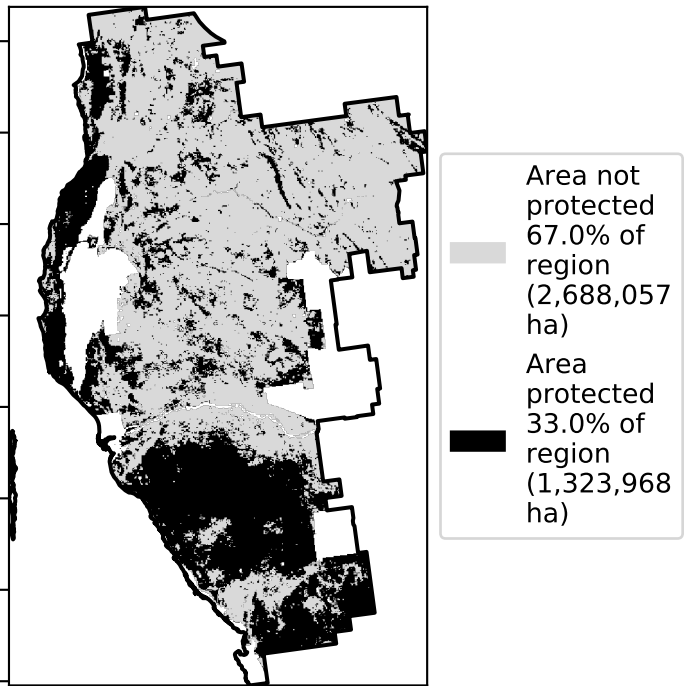 Area not
protected
67.0% of
region
(2,688,057
ha)
Area
protected
33.0% of
region
(1,323,968
ha)